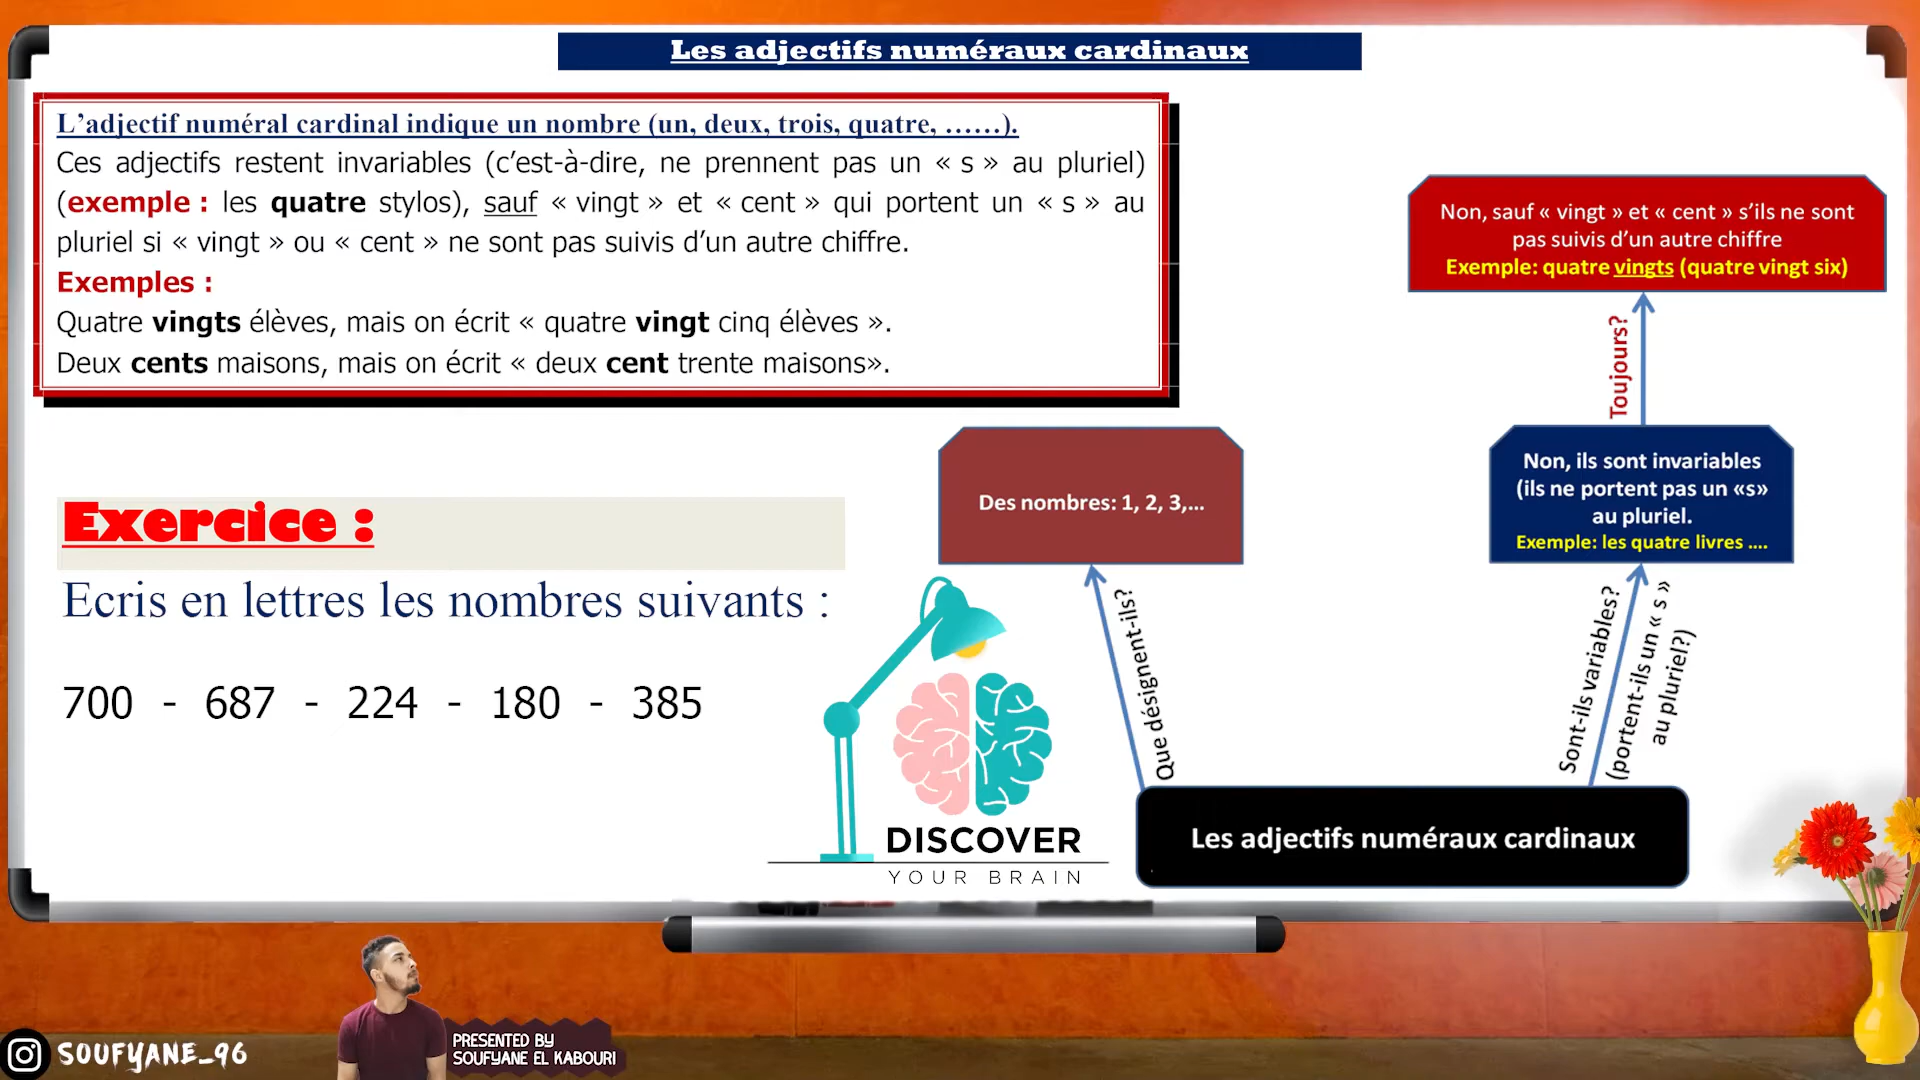 Les adjectifs numéraux cardinaux
L’adjectif numéral cardinal indique un nombre (un, deux, trois, quatre, ……).
Ces adjectifs restent invariables (c’est-à-dire, ne prennent pas un « s » au pluriel)
(exemple : les quatre stylos), sauf « vingt » et « cent » qui portent un « s » au
pluriel si « vingt » ou « cent » ne sont pas suivis d’un autre chiffre.
Exemples :
Quatre vingts élèves, mais on écrit « quatre vingt cinq élèves ».
Deux cents maisons, mais on écrit « deux cent trente maisons».
Exercice :
Ecris en lettres les nombres suivants :
700 - 687 - 224 - 180 - 385
Non, sauf « vingt » et « cent » s’ils ne sont
pas suivis d’un autre chiffre
Exemple: quatre vingts (quatre vingt six)
Toujours?
Des nombres: 1, 2, 3,...
Non, ils sont invariables
(ils ne portent pas un «s»
au pluriel.
Exemple: les quatre livres ....
Que désignent-ils?
Sont-ils variables?
(portent-ils un « s »
au pluriel?)
Les adjectifs numéraux cardinaux
DISCOVER
YOUR BRAIN
SOUFYANE_96
PRESENTED BY
SOUFYANE EL KABOURI